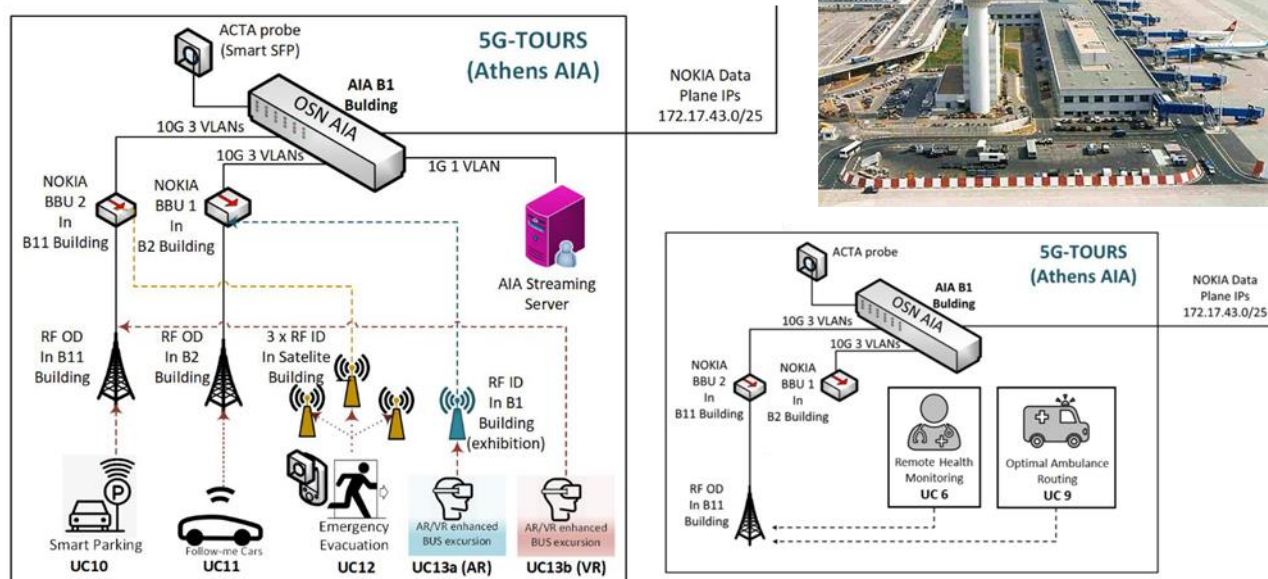 ACTA probe
(Smart SFP)
5G-TOURS
(Athens AIA)
AIA B1
Bulding
OSN AIA
NOKIA Data
Plane IPs
172.17.43.0/25
10G 3 VLANs
10G 3 VLANs
1G 1 VLAN
NOKIA
BBU 2
In
B11 Building
NOKIA
BBU 1
In
B2 Building
AIA Streaming
Server
RF OD
In B11
Building
RF OD
In B2
Building
3 x RF ID
In Satelite
Building
RF ID
In B1
Building
(exhibition)
P
Smart Parking
UC10
Follow-me Cars
UC11
Emergency
Evacuation
UC12
AR/VR enhanced
BUS excursion
UC13a (AR)
AR/VR enhanced
BUS excursion
UC13b (VR)
ACTA probe
5G-TOURS
(Athens AIA)
AIA B1
Bulding
OSN AIA
NOKIA Data
Plane IPs
172.17.43.0/25
10G 3 VLANs
10G 3 VLANs
NOKIA
BBU 2
In
B11 Building
NOKIA
BBU 1
In
B2 Building
Remote Health
Monitoring
UC 6
Optimal Ambulance
Routing
UC 9
RF OD
In B11
Building